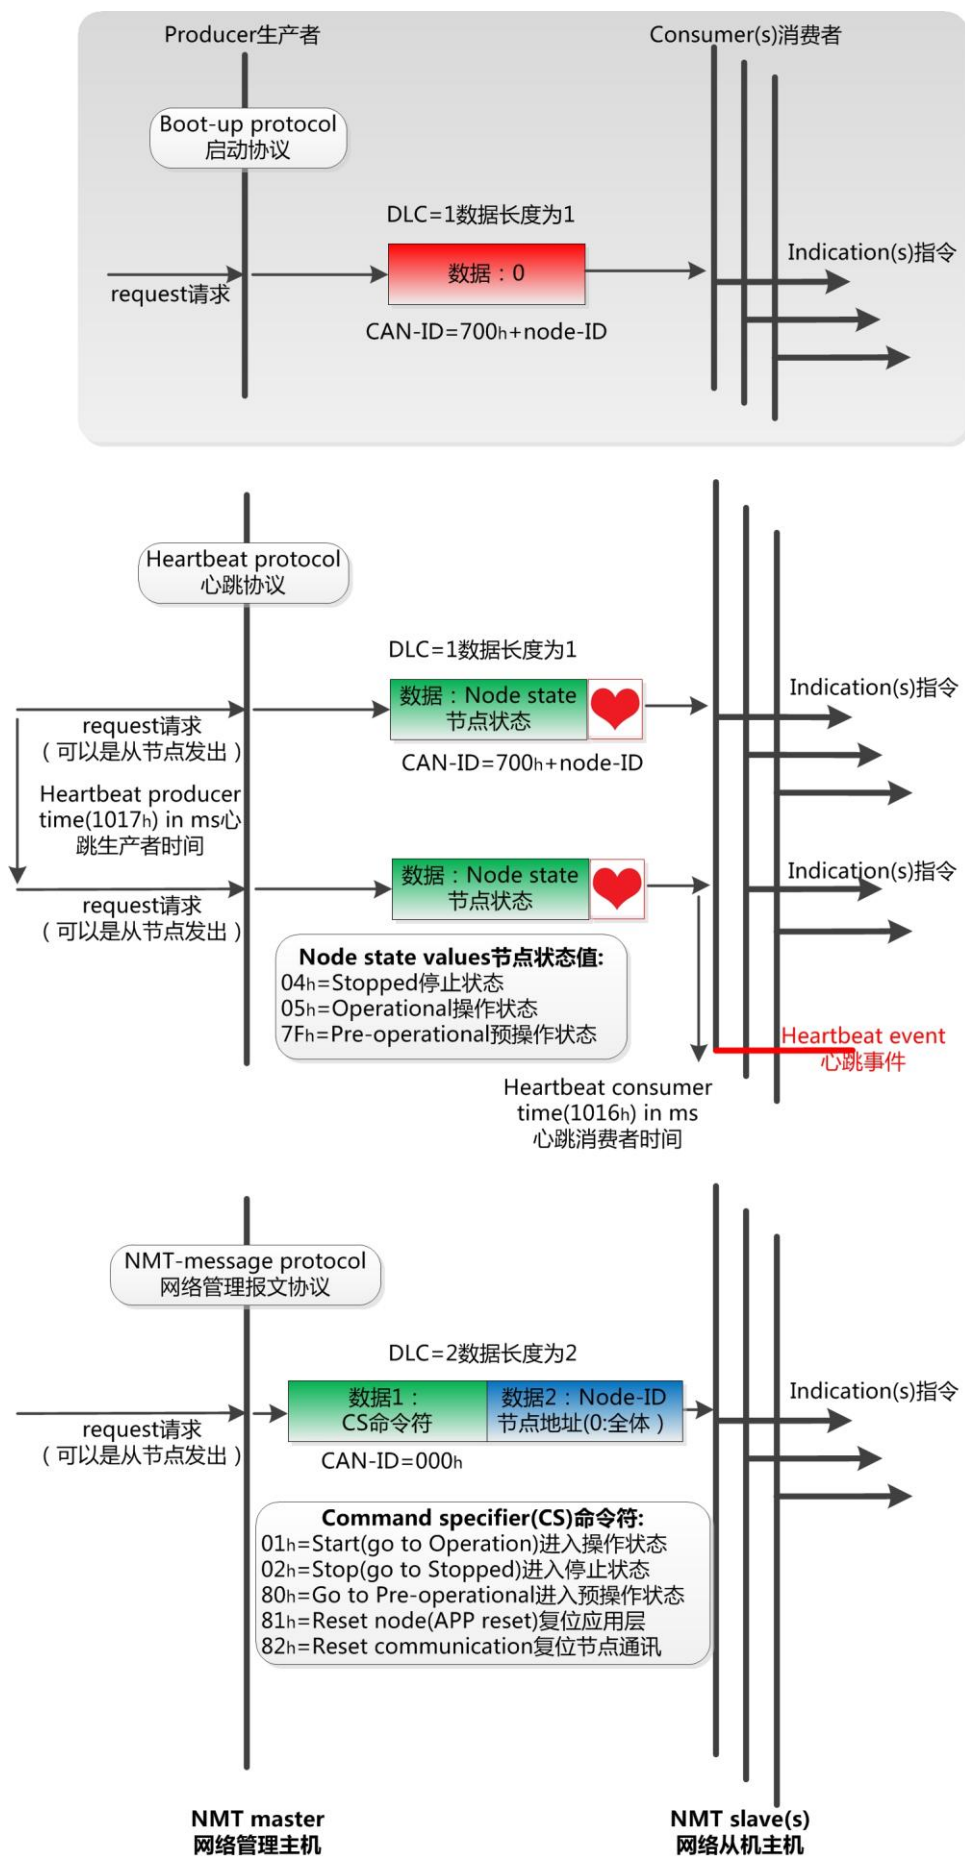 Producer生产者
Consumer(s)消费者
Boot-up protocol
启动协议
DLC=1数据长度为1
数据：0
Indication(s)指令
request请求
CAN-ID=700h+node-ID
Heartbeat protocol
心跳协议
DLC=1数据长度为1
数据：Node state
节点状态
Indication(s)指令
request请求
（可以是从节点发出）
CAN-ID=700h+node-ID
Heartbeat producer
time(1017h) in ms心
跳生产者时间
数据：Node state
节点状态
Indication(s)指令
request请求
（可以是从节点发出）
Node state values节点状态值:
04h=Stopped停止状态
05h=Operational操作状态
7Fh=Pre-operational预操作状态
Heartbeat event
心跳事件
Heartbeat consumer
time(1016h) in ms
心跳消费者时间
NMT-message protocol
网络管理报文协议
DLC=2数据长度为2
数据1：
CS命令符
数据2：Node-ID
节点地址(0:全体）
Indication(s)指令
request请求
（可以是从节点发出）
CAN-ID=000h
Command specifier(CS)命令符:
01h=Start(go to Operation)进入操作状态
02h=Stop(go to Stopped)进入停止状态
80h=Go to Pre-operational进入预操作状态
81h=Reset node(APP reset)复位应用层
82h=Reset communication复位节点通讯
NMT master
网络管理主机
NMT slave(s)
网络从机主机